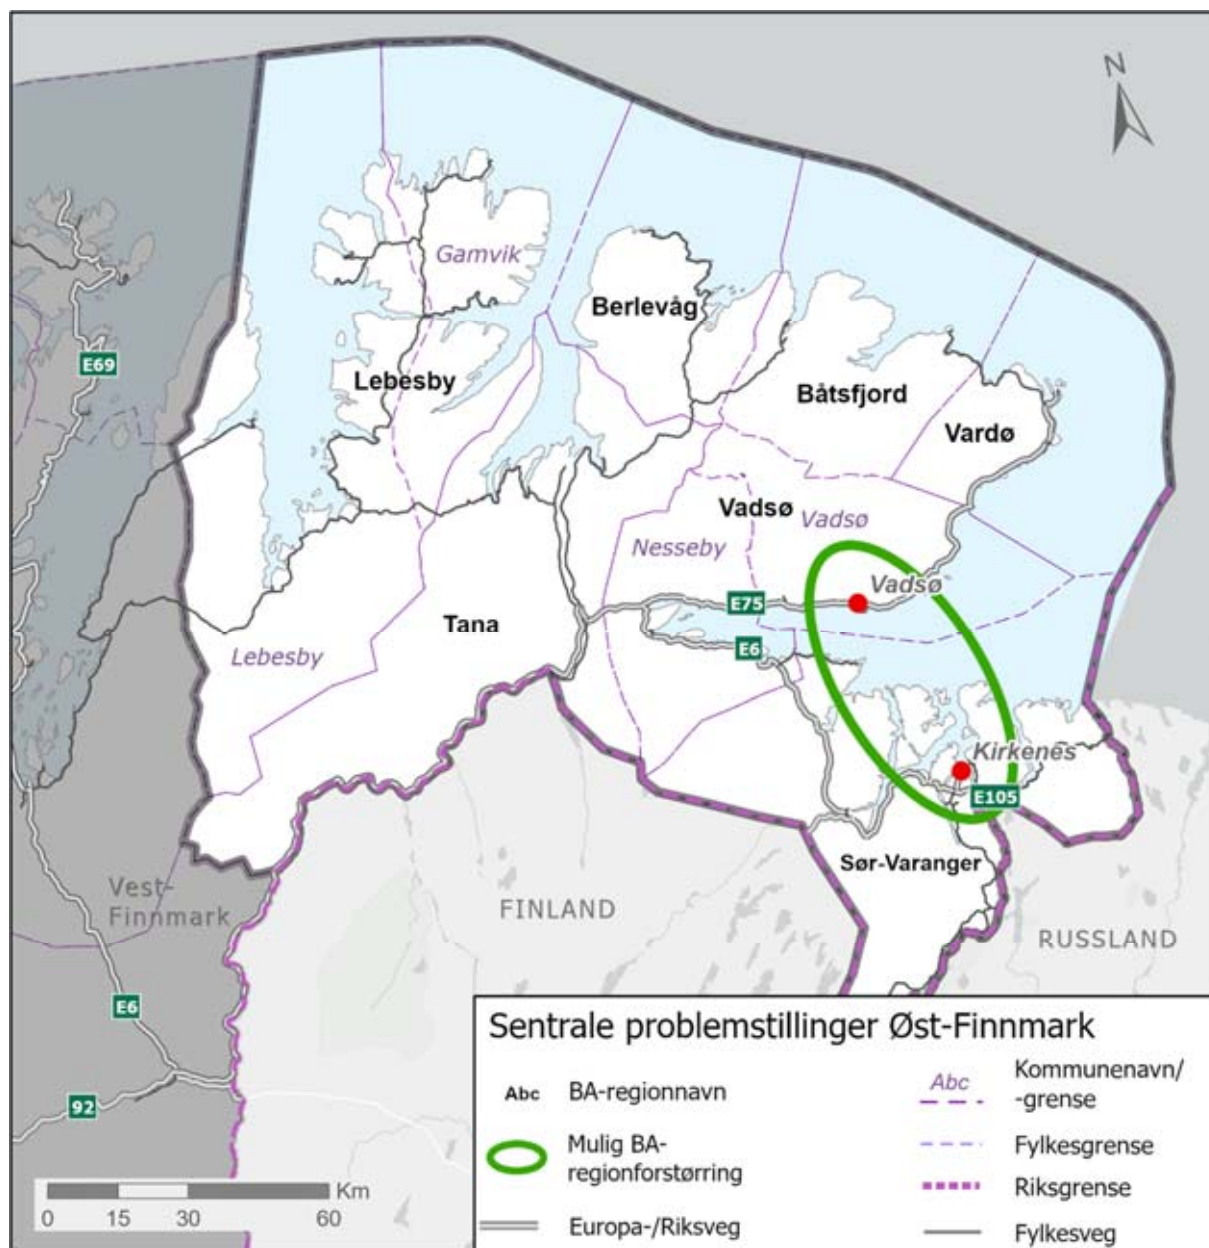 N
Gamvik
Berlevåg
E69
Lebesby
Båtsfjord
Vardø
Vadsø
Vadsø
Nesseby
Vadsø
E75
Tana
E6
Lebesby
Kirkenes
E105
Sør-Varanger
Vest-
Finnmark
FINLAND
RUSSLAND
E6
92
Sentrale problemstillinger Øst-Finnmark
Abc BA-regionnavn
Mulig BA-
regionforstørring
Europa-/Riksveg
Abc Kommunenavn/
-grense
Fylkesgrense
Riksgrense
Fylkesveg
Km
0 15 30 60